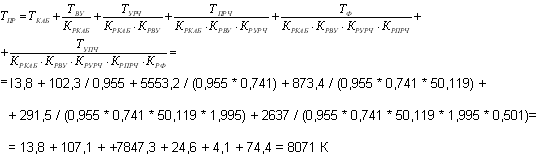 T_ПР = T_КАБ + T_ВУ / K_РКАБ + T_УРЧ / (K_РКАБ · K_РВУ) + T_ПРЧ / (K_РКАБ · K_РВУ · K_РУРЧ) + T_Ф / (K_РКАБ · K_РВУ · K_РУРЧ · K_РПРЧ) +
+ T_УПЧ / (K_РКАБ · K_РВУ · K_РУРЧ · K_РПРЧ · K_РФ) =
=13,8 + 102,3 / 0,955 + 5553,2 / (0,955 * 0,741) + 873,4 / (0,955 * 0,741 * 50,119) +
+ 291,5 / (0,955 * 0,741 * 50,119 * 1,995) + 2637 / (0,955 * 0,741 * 50,119 * 1,995 * 0,501)=
= 13,8 + 107,1 + +7847,3 + 24,6 + 4,1 + 74,4 = 8071 К